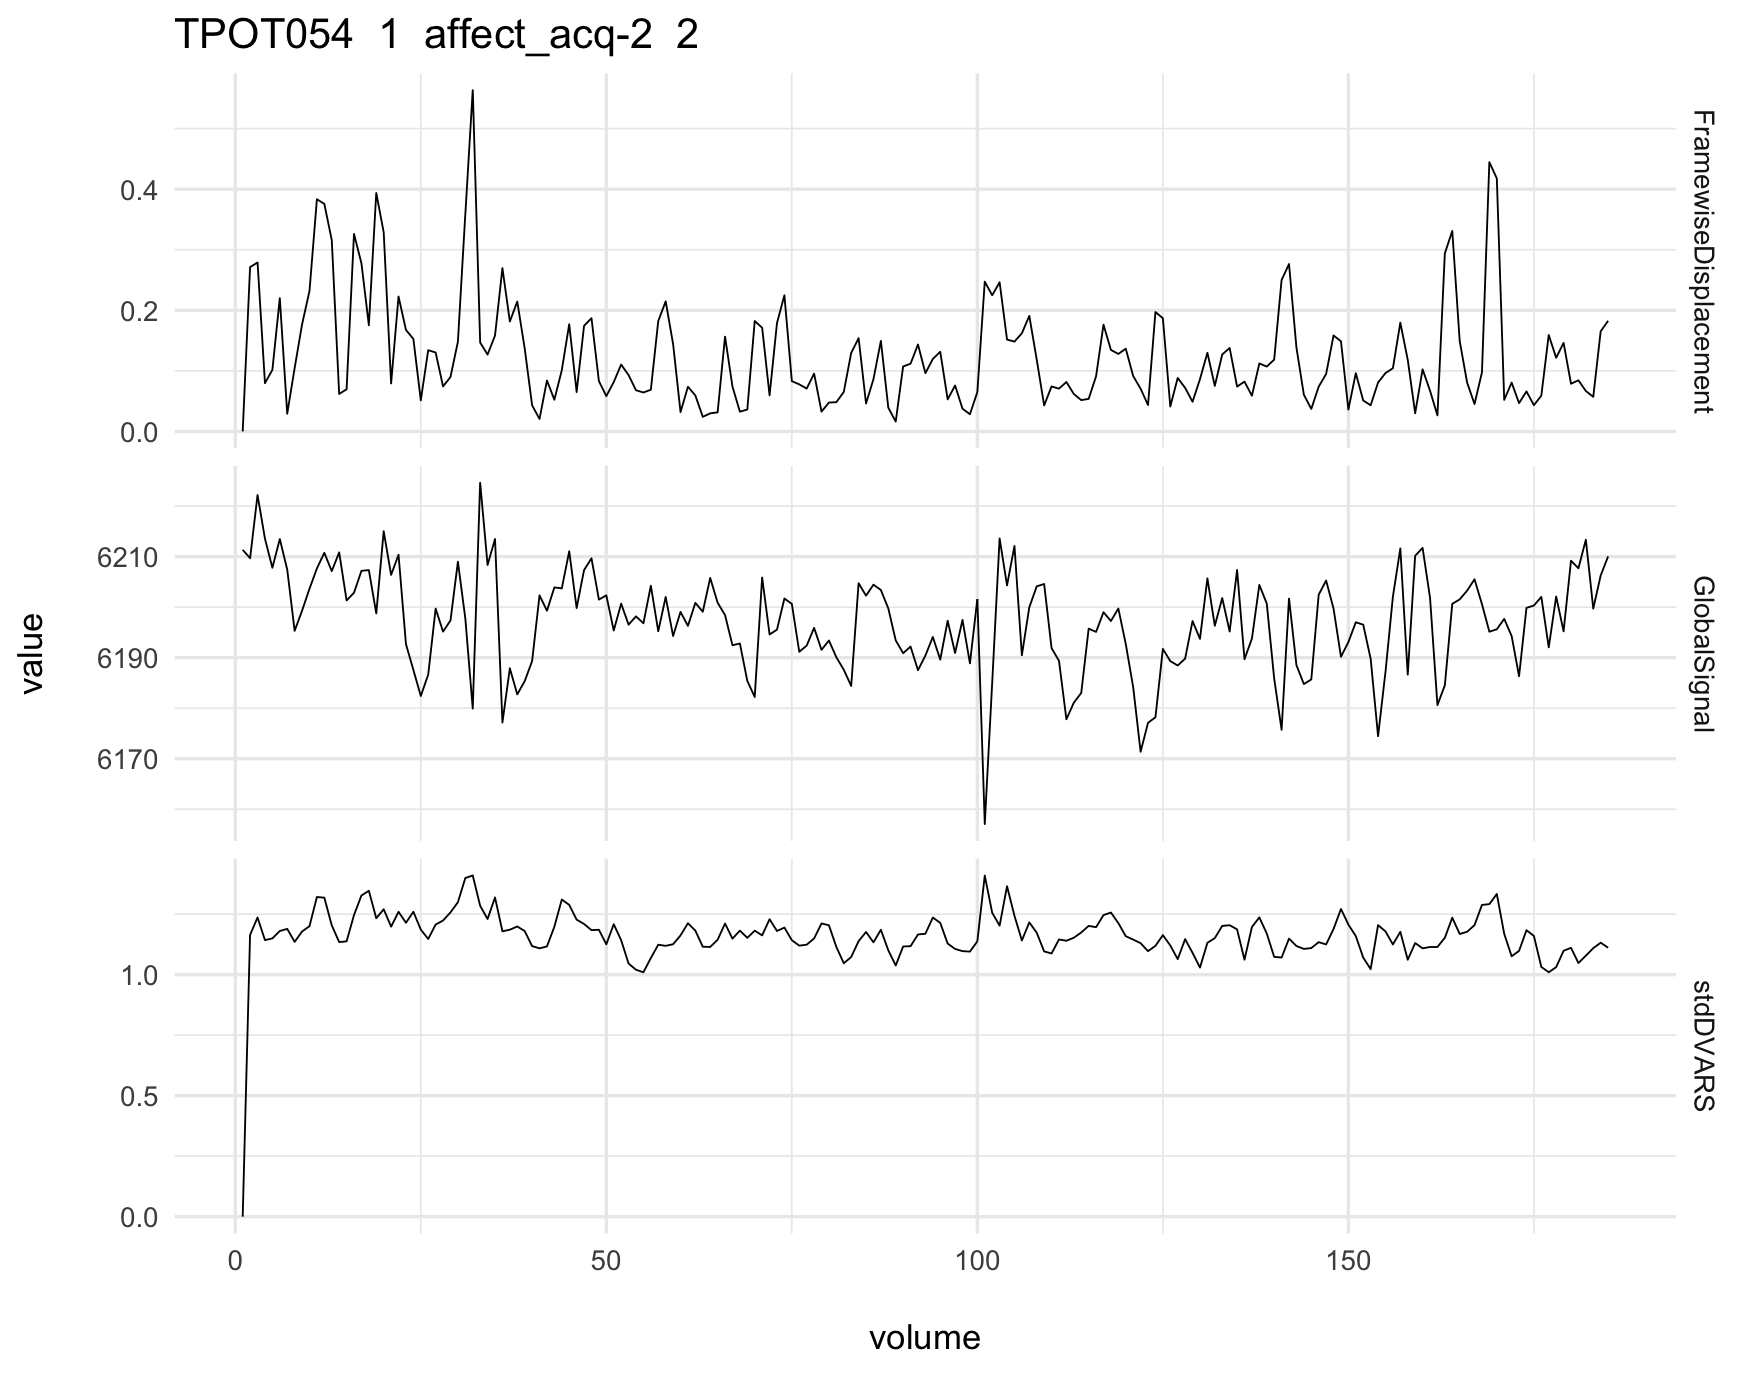 TPOT054 1 affect_acq-2 2
0.4
0.2
0.0
FramewiseDisplacement
6210
6190
6170
GlobalSignal
value
1.0
0.5
0.0
stdDVARS
0 50 100 150
volume